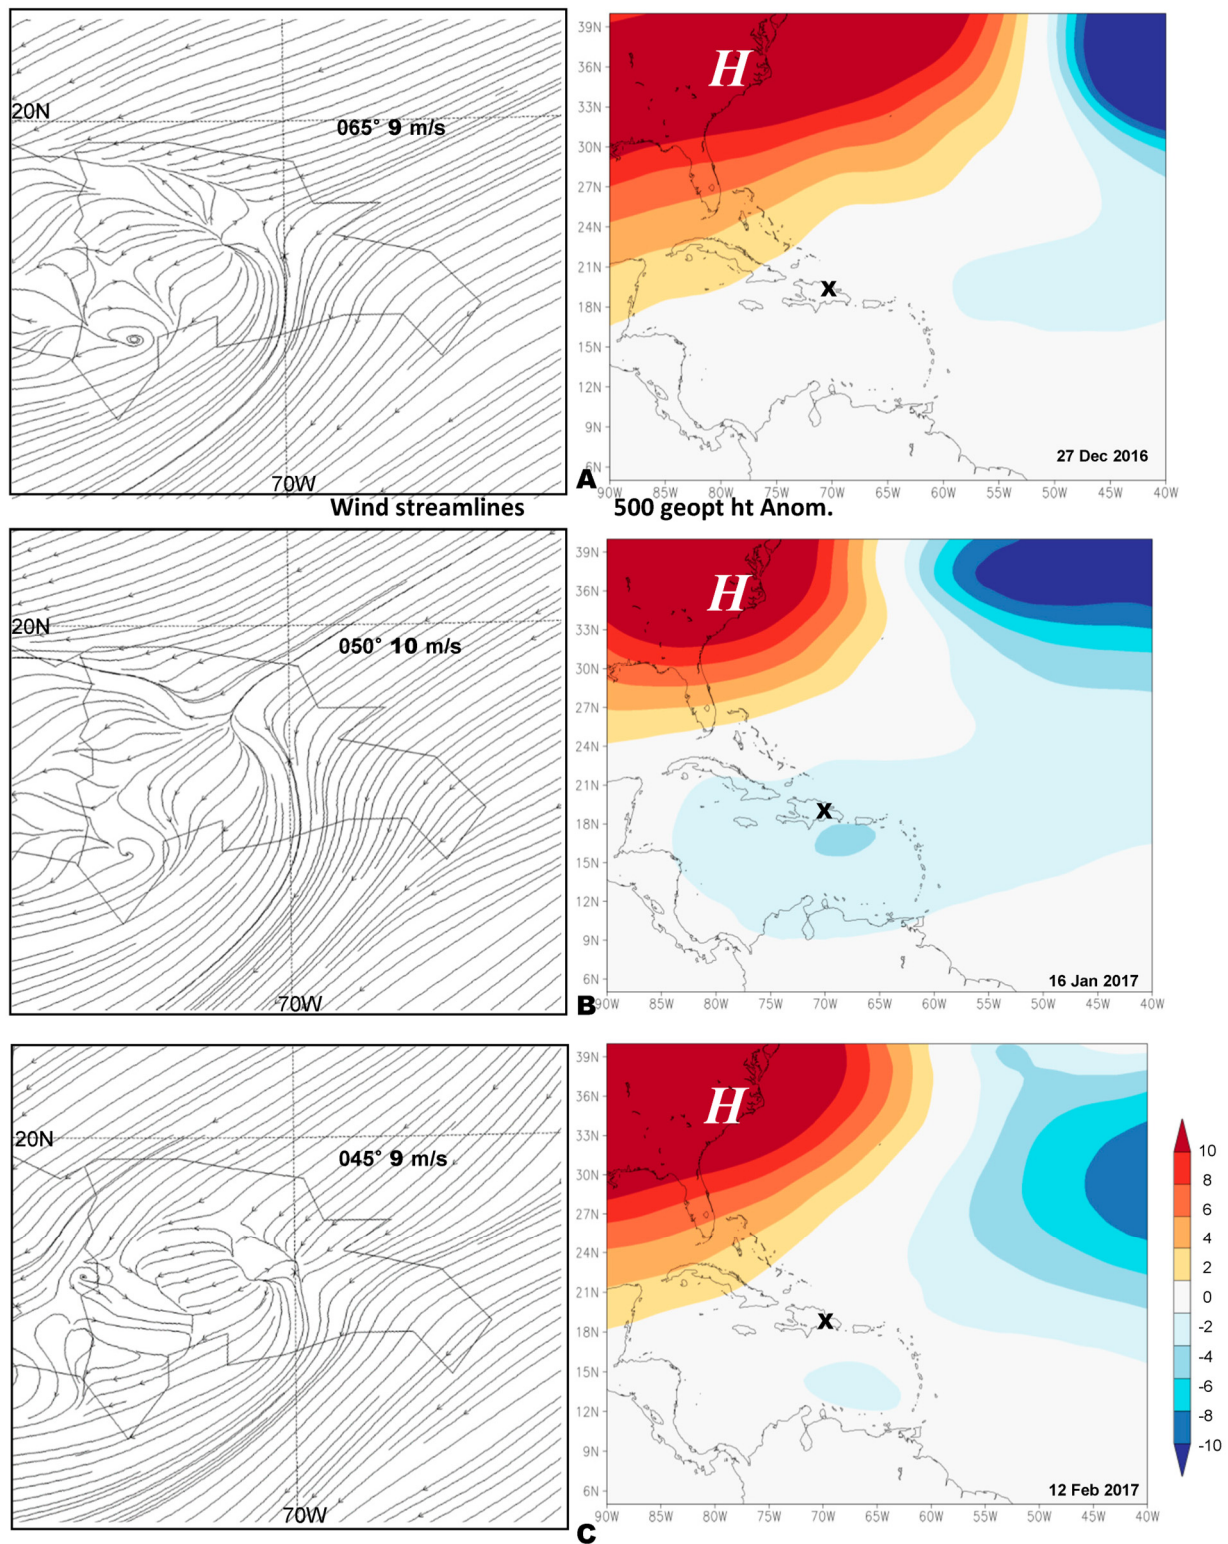 20N
065° 9 m/s
70W
H
39N
36N
33N
30N
27N
24N
21N
18N
15N
12N
9N
6N
x
27 Dec 2016
90W 85W 80W 75W 70W 65W 60W 55W 50W 45W 40W
A
Wind streamlines
500 geopt ht Anom.
20N
050° 10 m/s
70W
H
39N
36N
33N
30N
27N
24N
21N
18N
15N
12N
9N
6N
x
16 Jan 2017
90W 85W 80W 75W 70W 65W 60W 55W 50W 45W 40W
B
20N
045° 9 m/s
70W
H
39N
36N
33N
30N
27N
24N
21N
18N
15N
12N
9N
6N
x
12 Feb 2017
90W 85W 80W 75W 70W 65W 60W 55W 50W 45W 40W
C
10
8
6
4
2
0
-2
-4
-6
-8
-10